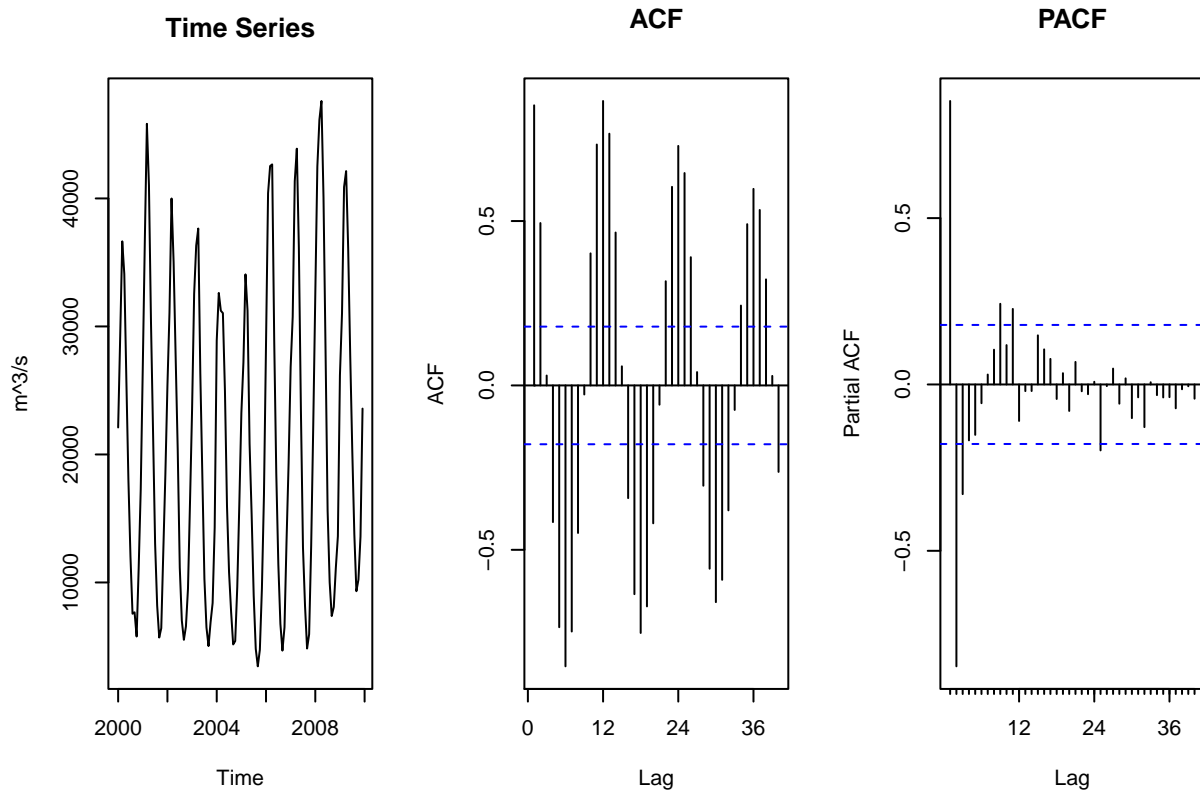 Time Series
m^3/s
10000
20000
30000
40000
2000
2004
2008
Time
ACF
ACF
−0.5
0.0
0.5
0
12
24
36
Lag
PACF
Partial ACF
−0.5
0.0
0.5
12
24
36
Lag